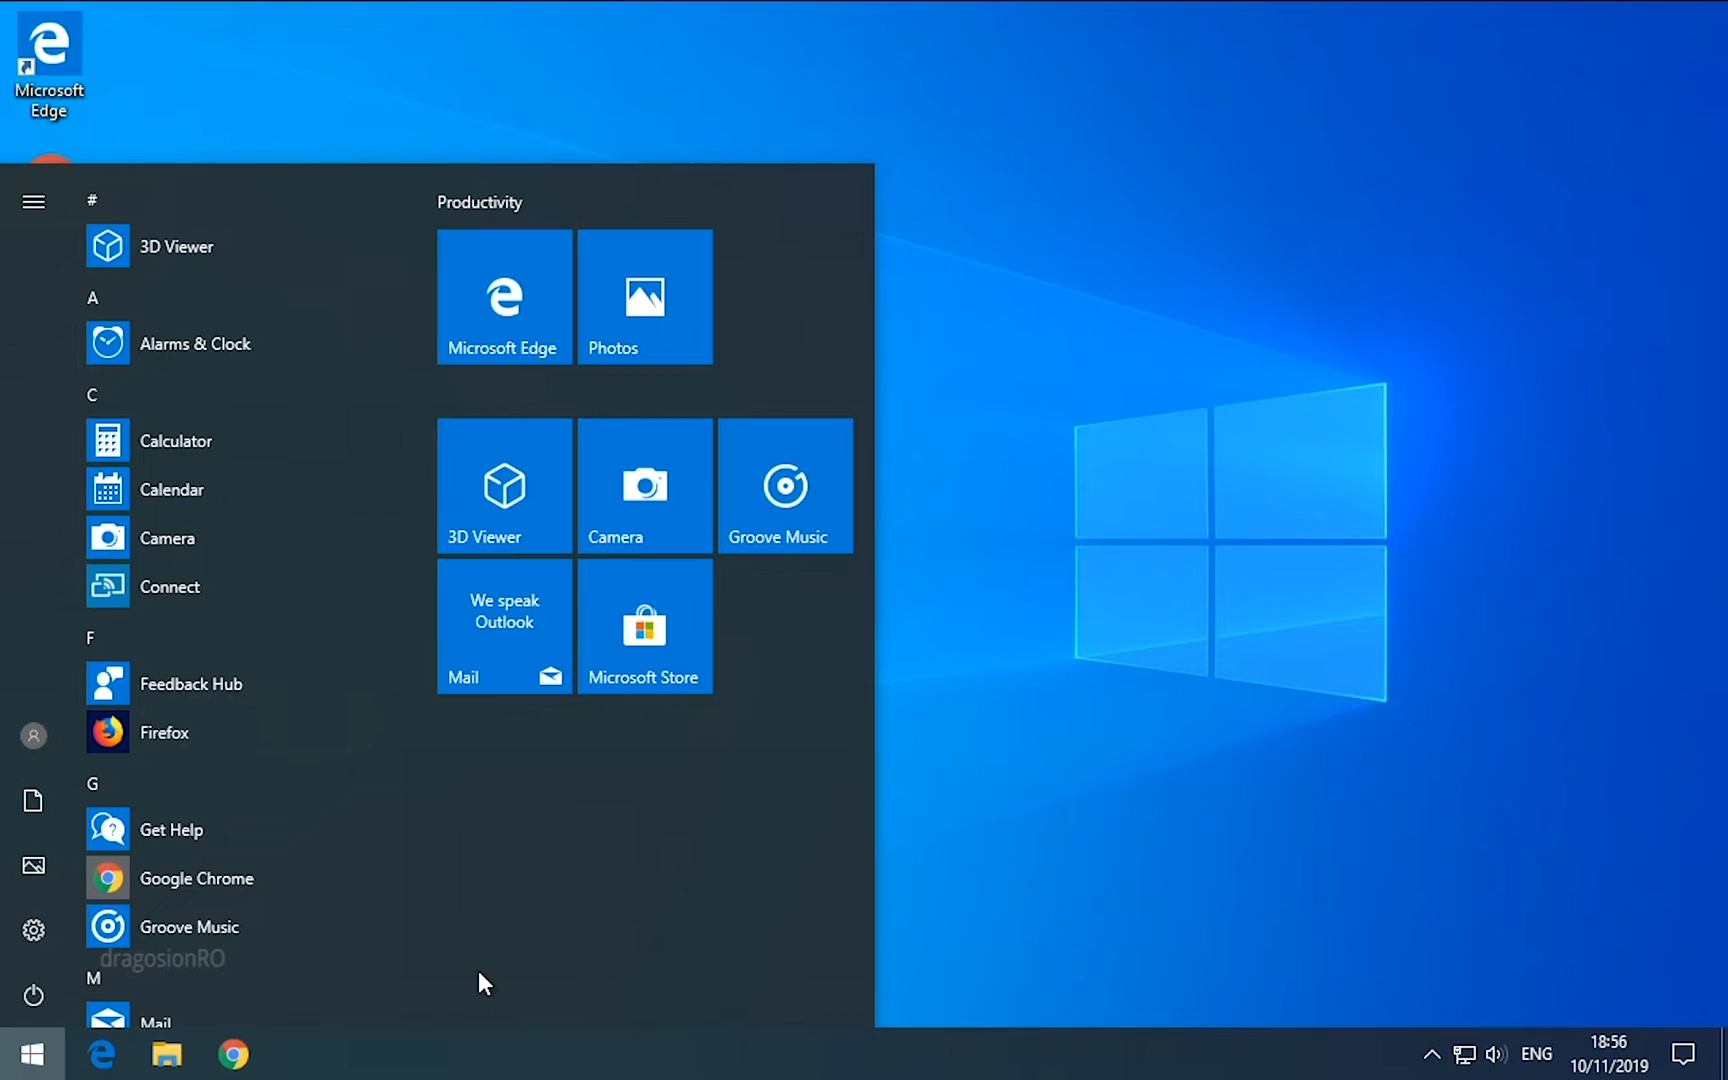 Microsoft
Edge
#
3D Viewer
A
Alarms & Clock
C
Calculator
Calendar
Camera
Connect
F
Feedback Hub
Firefox
G
Get Help
Google Chrome
Groove Music
dragosionRO
M
Mail
Productivity
Microsoft Edge
Photos
3D Viewer
Camera
Groove Music
We speak
Outlook
Mail
Microsoft Store
ENG
18:56
10/11/2019